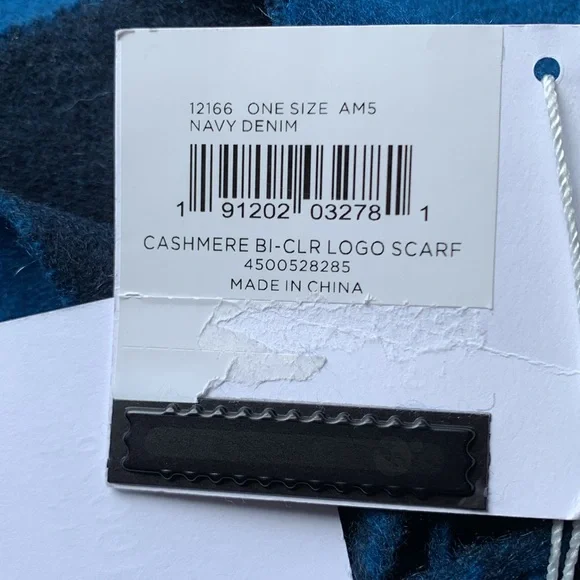 12166 ONE SIZE AM5
NAVY DENIM
1 91202 03278 1
CASHMERE BI-CLR LOGO SCARF
4500528285
MADE IN CHINA